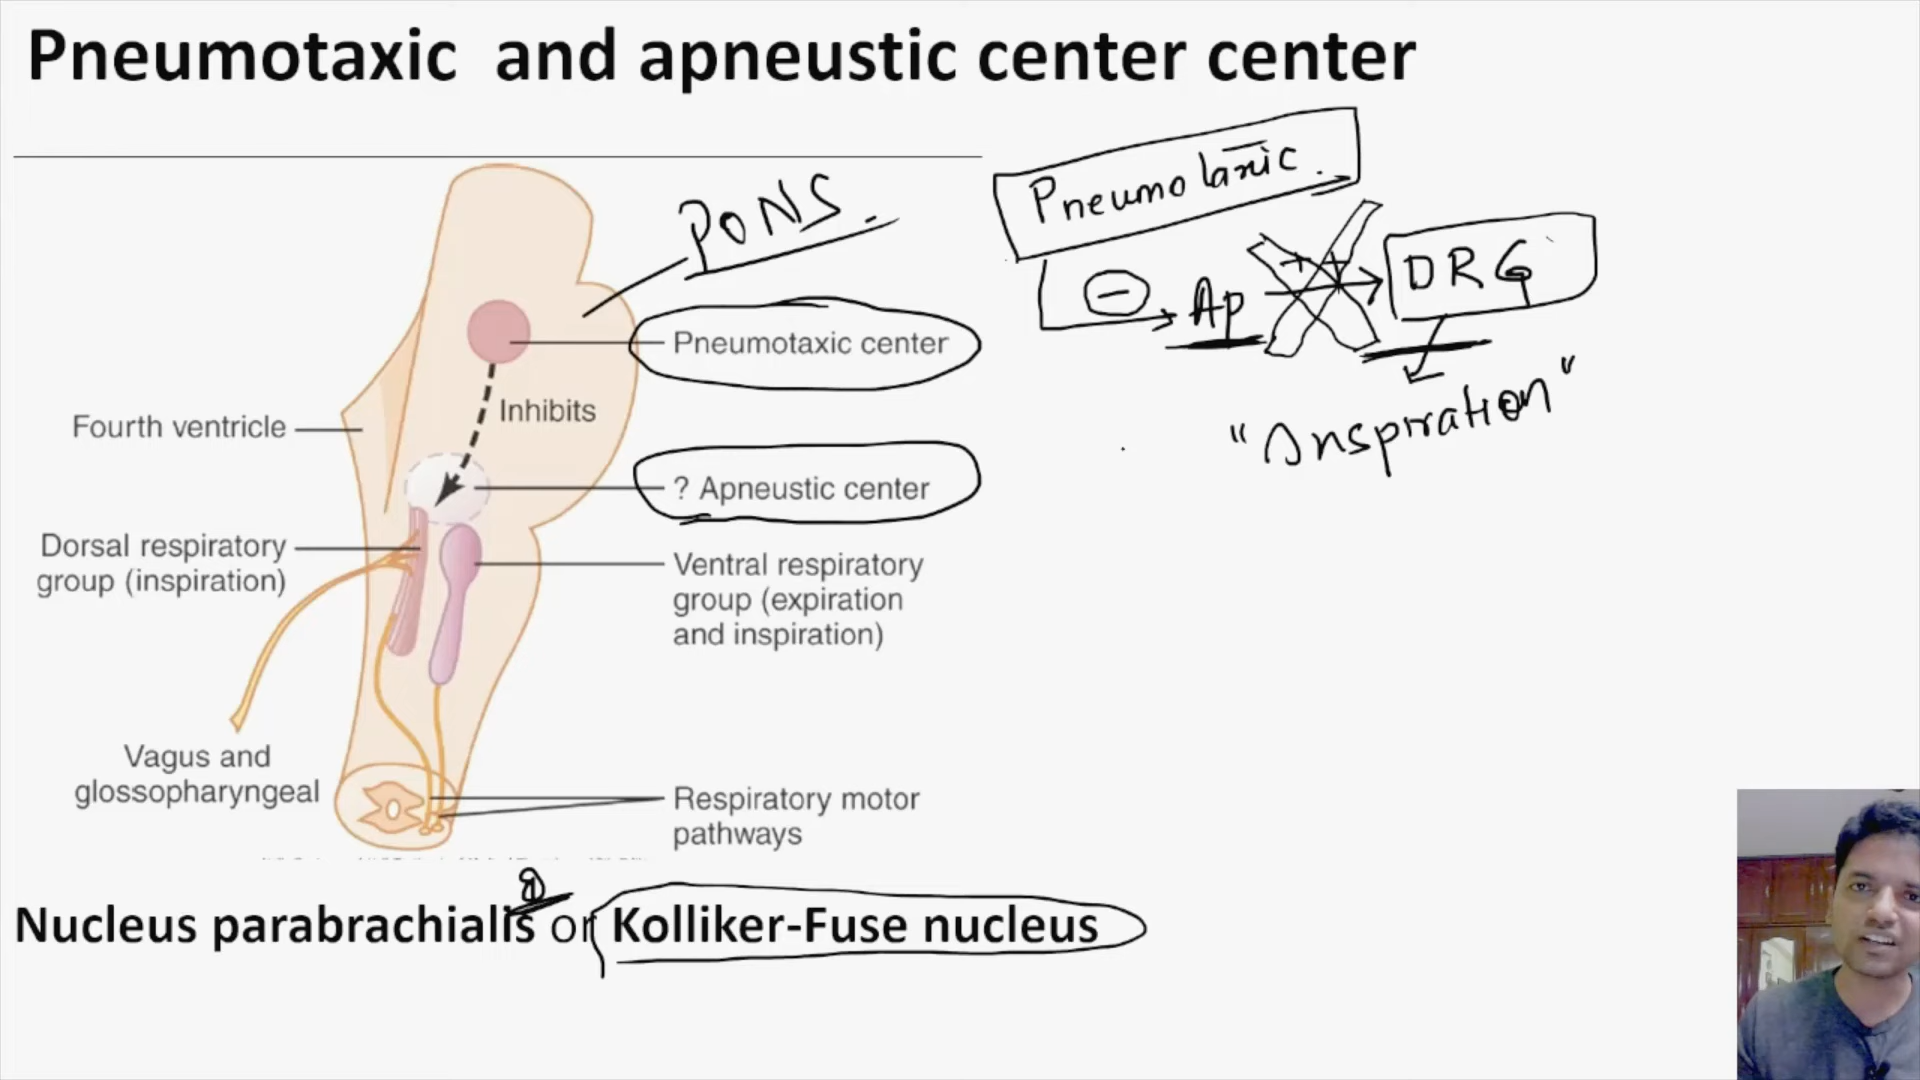 Pneumotaxic and apneustic center center
PONS.
Pneumotaxic.
- Ap ++ DRG
"Inspiration"
Pneumotaxic center
Inhibits
Fourth ventricle
? Apneustic center
Dorsal respiratory
group (inspiration)
Ventral respiratory
group (expiration
and inspiration)
Vagus and
glossopharyngeal
Respiratory motor
pathways
Nucleus parabrachialis or Kolliker-Fuse nucleus